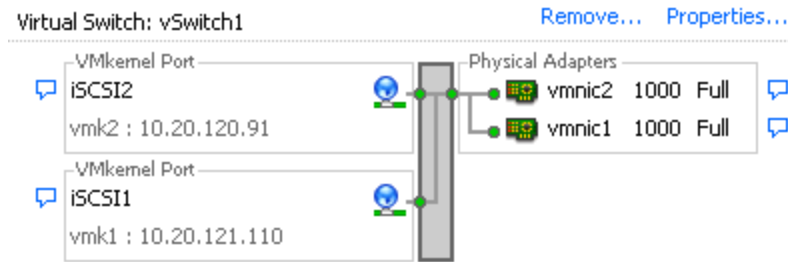 Virtual Switch: vSwitch1 Remove... Properties...
VMkernel Port Physical Adapters
iSCSI2 vmnic2 1000 Full
vmk2 : 10.20.120.91 vmnic1 1000 Full
VMkernel Port
iSCSI1
vmk1 : 10.20.121.110